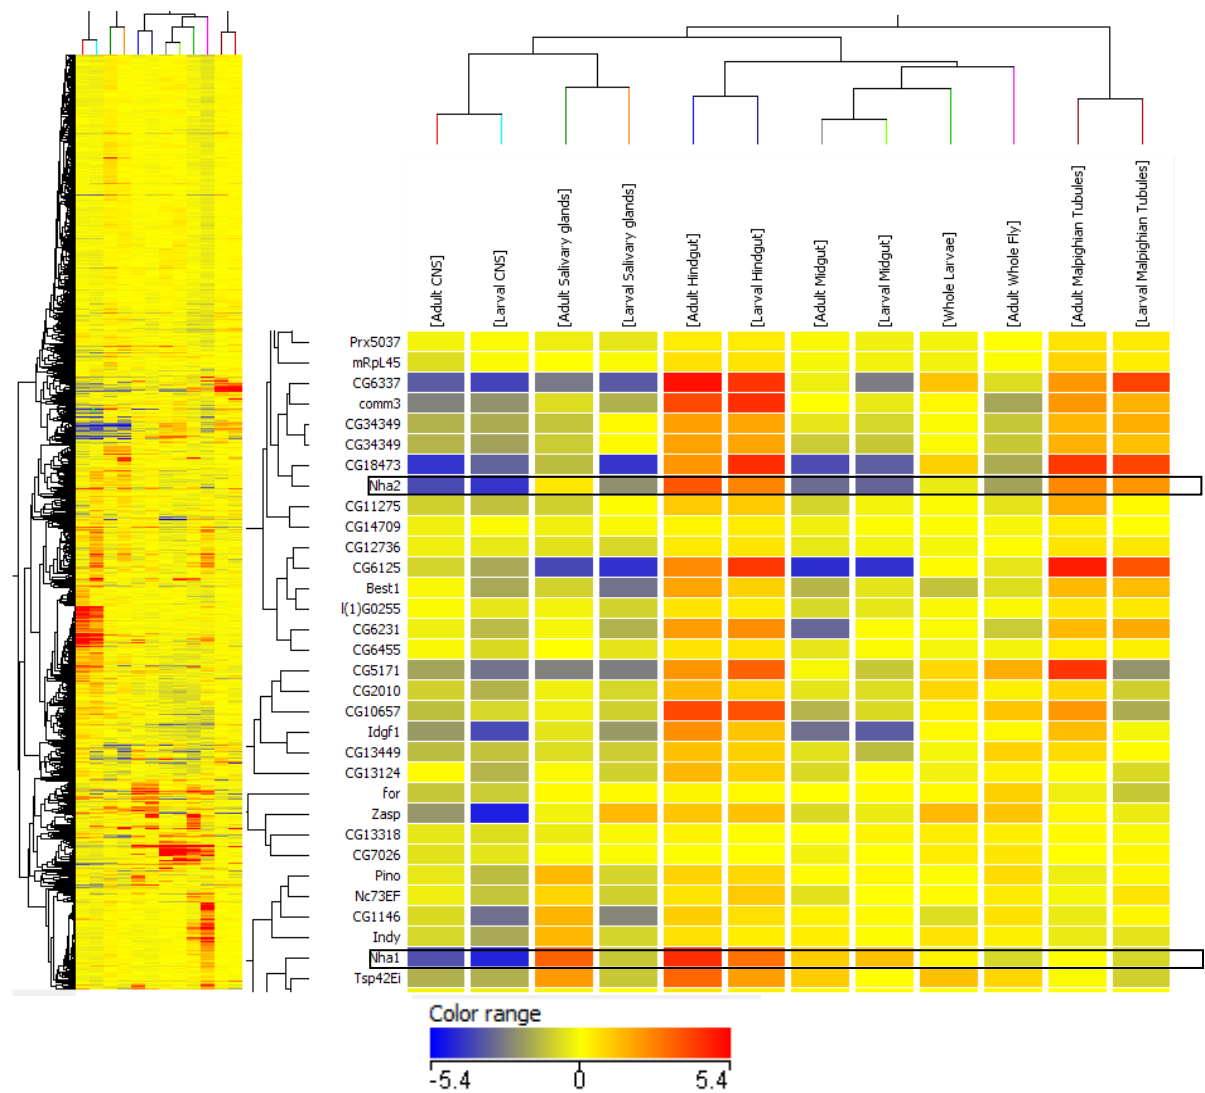 [Adult CNS]
[Larval CNS]
[Adult Salivary glands]
[Larval Salivary glands]
[Adult Hindgut]
[Larval Hindgut]
[Adult Midgut]
[Larval Midgut]
[Whole Larvae]
[Adult Whole Fly]
[Adult Malpighian Tubules]
[Larval Malpighian Tubules]
Prx5037
mRpL45
CG6337
comm3
CG34349
CG34349
CG18473
Nha2
CG11275
CG14709
CG12736
CG6125
Best1
l(1)G0255
CG6231
CG6455
CG5171
CG2010
CG10657
Idgf1
CG13449
CG13124
for
Zasp
CG13318
CG7026
Pino
Nc73EF
CG1146
Indy
Nha1
Tsp42Ei
Color range
-5.4 0 5.4